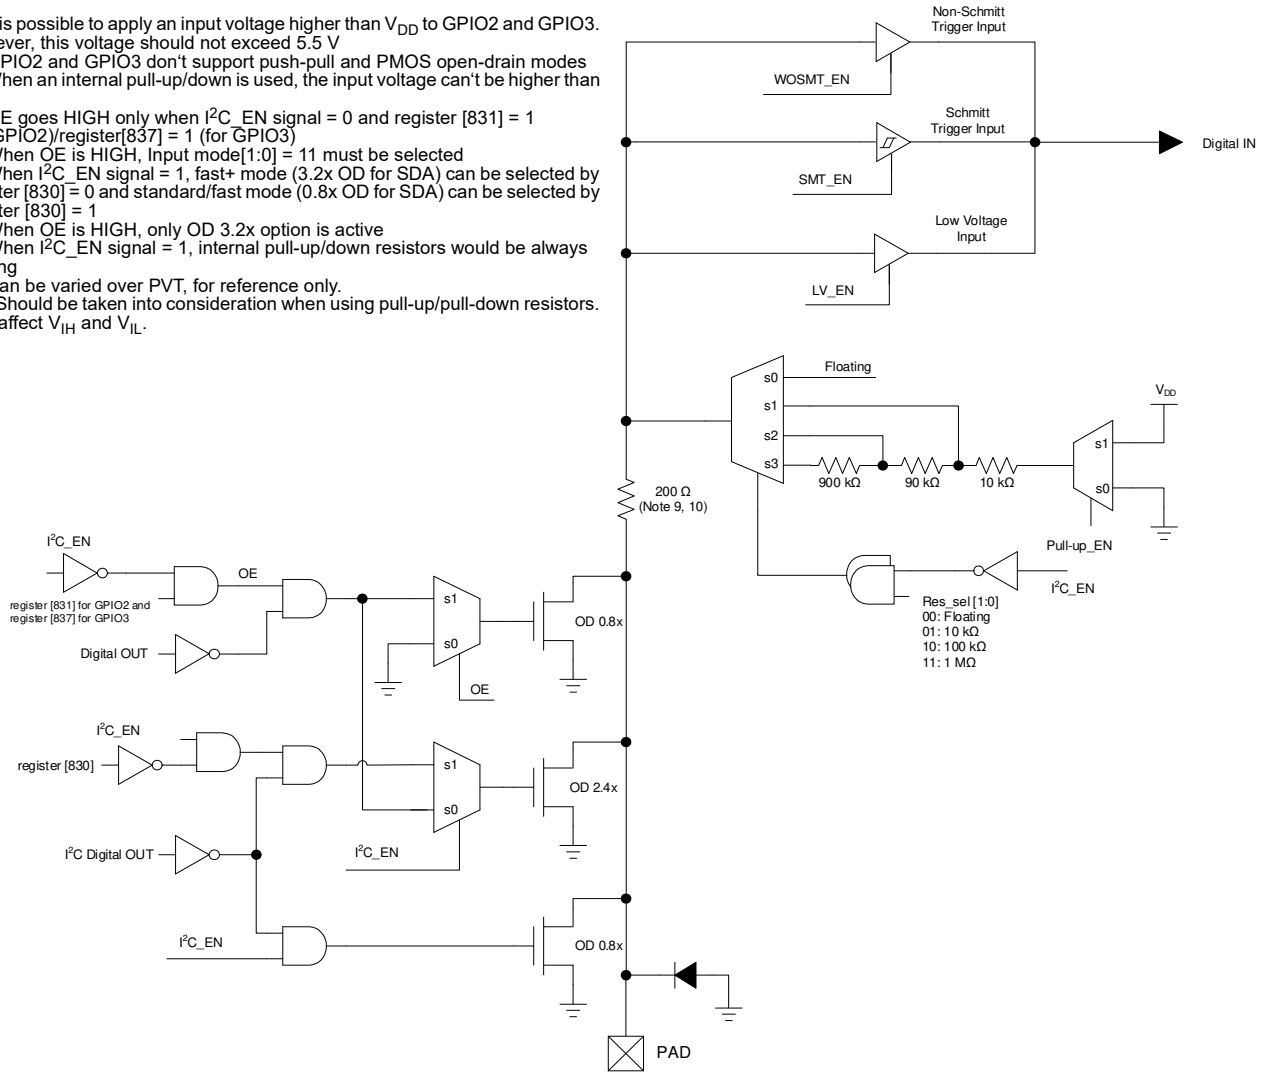 is possible to apply an input voltage higher than VDD to GPIO2 and GPIO3.
ever, this voltage should not exceed 5.5 V
PIO2 and GPIO3 don't support push-pull and PMOS open-drain modes
hen an internal pull-up/down is used, the input voltage can't be higher than
E goes HIGH only when I2C_EN signal = 0 and register [831] = 1
GPIO2)/register[837] = 1 (for GPIO3)
hen OE is HIGH, Input mode[1:0] = 11 must be selected
hen I2C_EN signal = 1, fast+ mode (3.2x OD for SDA) can be selected by
ter [830] = 0 and standard/fast mode (0.8x OD for SDA) can be selected by
ter [830] = 1
hen OE is HIGH, only OD 3.2x option is active
hen I2C_EN signal = 1, internal pull-up/down resistors would be always
ng
an be varied over PVT, for reference only.
Should be taken into consideration when using pull-up/pull-down resistors.
affect VIH and VIL.
Non-Schmitt
Trigger Input
WOSMT_EN
Schmitt
Trigger Input
SMT_EN
Digital IN
Low Voltage
Input
LV_EN
Floating
s0
s1
s2
s3
900 kΩ
90 kΩ
10 kΩ
VDD
s1
s0
Pull-up_EN
I2C_EN
Res_sel [1:0]
00: Floating
01: 10 kΩ
10: 100 kΩ
11: 1 MΩ
200 Ω
(Note 9, 10)
I2C_EN
OE
register [831] for GPIO2 and
register [837] for GPIO3
Digital OUT
s1
s0
OE
OD 0.8x
I2C_EN
register [830]
s1
s0
I2C_EN
OD 2.4x
I2C Digital OUT
I2C_EN
OD 0.8x
PAD